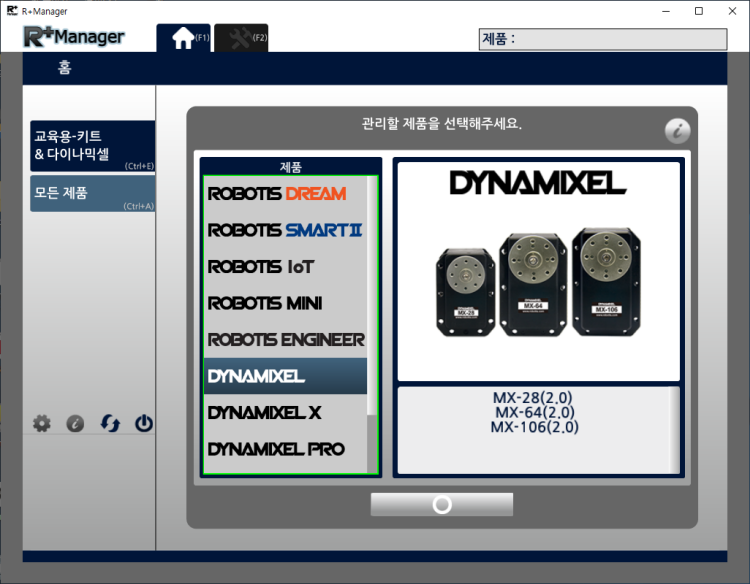 R+Manager
R+Manager
(F1)
(F2)
제품 :
홈
교육용-키트
& 다이나믹셀
(Ctrl+E)
모든 제품
(Ctrl+A)
관리할 제품을 선택해주세요.
i
제품
ROBOTIS DREAM
ROBOTIS SMART II
ROBOTIS IoT
ROBOTIS MINI
ROBOTIS ENGINEER
DYNAMIXEL
DYNAMIXEL X
DYNAMIXEL PRO
DYNAMIXEL
DYNAMIXEL
MX-28
DYNAMIXEL
MX-64
DYNAMIXEL
MX-106
MX-28(2.0)
MX-64(2.0)
MX-106(2.0)